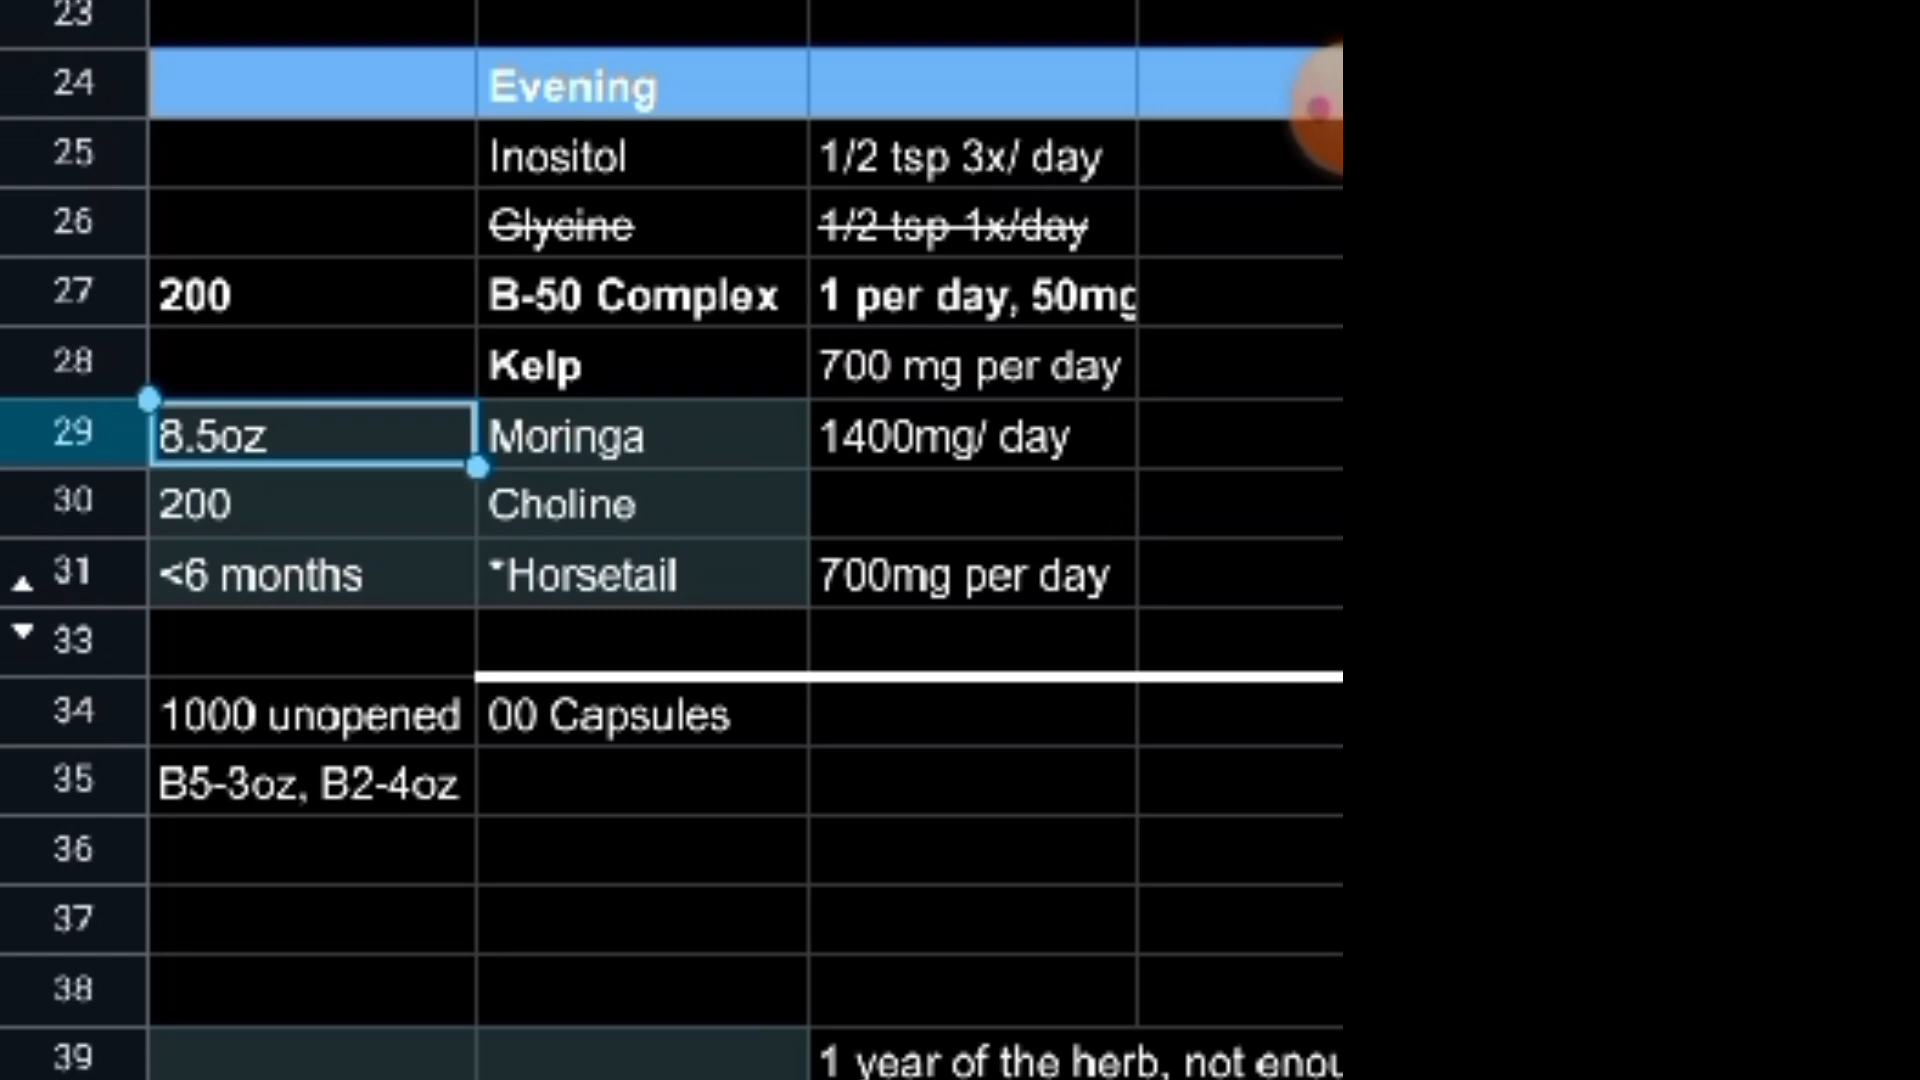 23
24 Evening
25 Inositol 1/2 tsp 3x/ day
26 Glycine 1/2 tsp 1x/day
27 200 B-50 Complex 1 per day, 50mg
28 Kelp 700 mg per day
29 8.5oz Moringa 1400mg/ day
30 200 Choline
31 <6 months *Horsetail 700mg per day
33
34 1000 unopened 00 Capsules
35 B5-3oz, B2-4oz
36
37
38
39 1 year of the herb, not enou